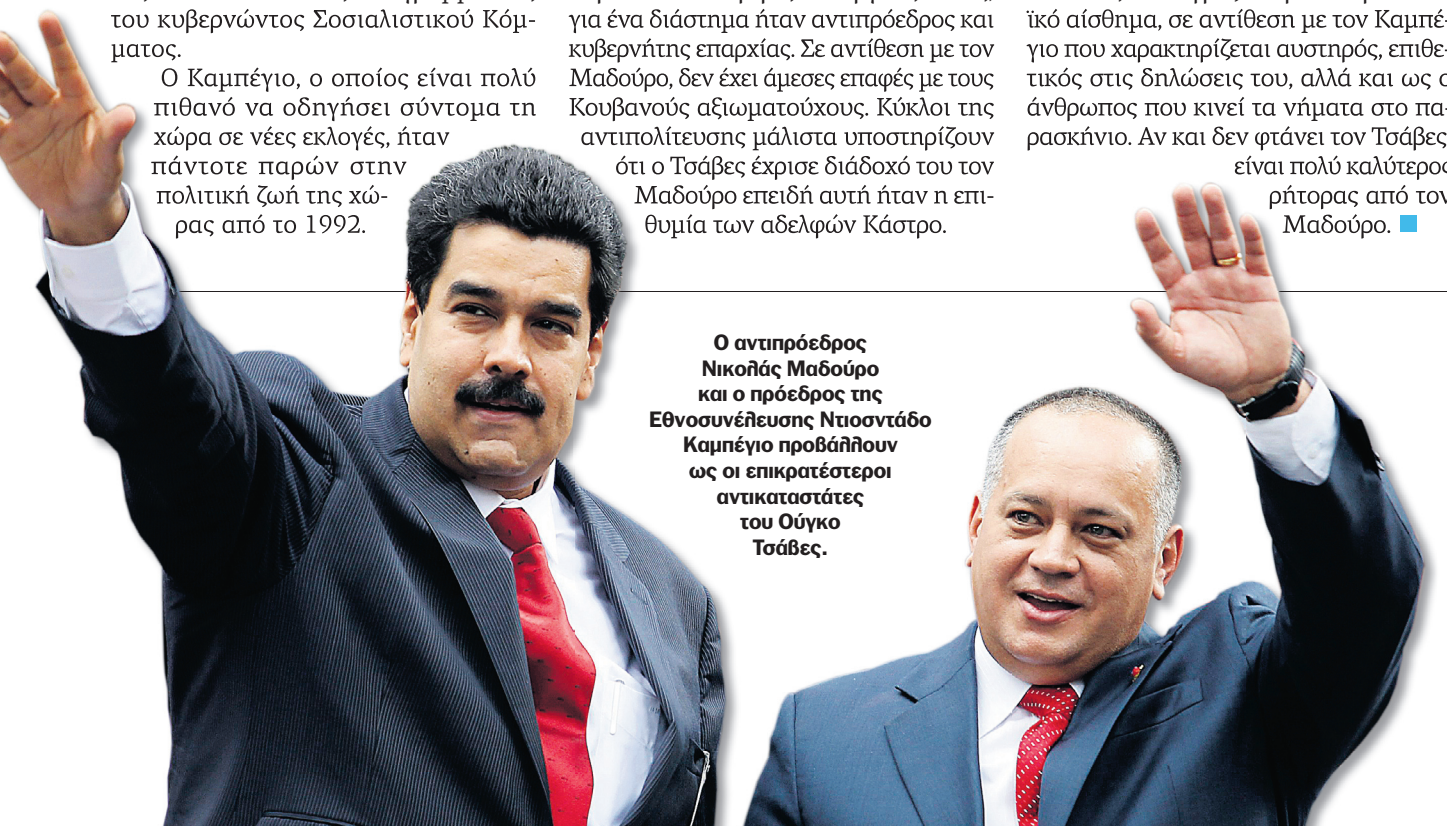 του κυβερνώντος Σοσιαλιστικού Κόμ-
ματος.
Ο Καμπέγιο, ο οποίος είναι πολύ
πιθανό να οδηγήσει σύντομα τη
χώρα σε νέες εκλογές, ήταν
πάντοτε παρών στην
πολιτική ζωή της χώ-
ρας από το 1992.
για ένα διάστημα ήταν αντιπρόεδρος και
κυβερνήτης επαρχίας. Σε αντίθεση με τον
Μαδούρο, δεν έχει άμεσες επαφές με τους
Κουβανούς αξιωματούχους. Κύκλοι της
αντιπολίτευσης μάλιστα υποστηρίζουν
ότι ο Τσάβες έχρισε διάδοχό του τον
Μαδούρο επειδή αυτή ήταν η επι-
θυμία των αδελφών Κάστρο.
ϊκό αίσθημα, σε αντίθεση με τον Καμπέ-
γιο που χαρακτηρίζεται αυστηρός, επιθε-
τικός στις δηλώσεις του, αλλά και ως ο
άνθρωπος που κινεί τα νήματα στο πα-
ρασκήνιο. Αν και δεν φτάνει τον Τσάβες
είναι πολύ καλύτερος
ρήτορας από τον
Μαδούρο.
Ο αντιπρόεδρος
Νικολάς Μαδούρο
και ο πρόεδρος της
Εθνοσυνέλευσης Ντιοσντάδο
Καμπέγιο προβάλλουν
ως οι επικρατέστεροι
αντικαταστάτες
του Ούγκο
Τσάβες.